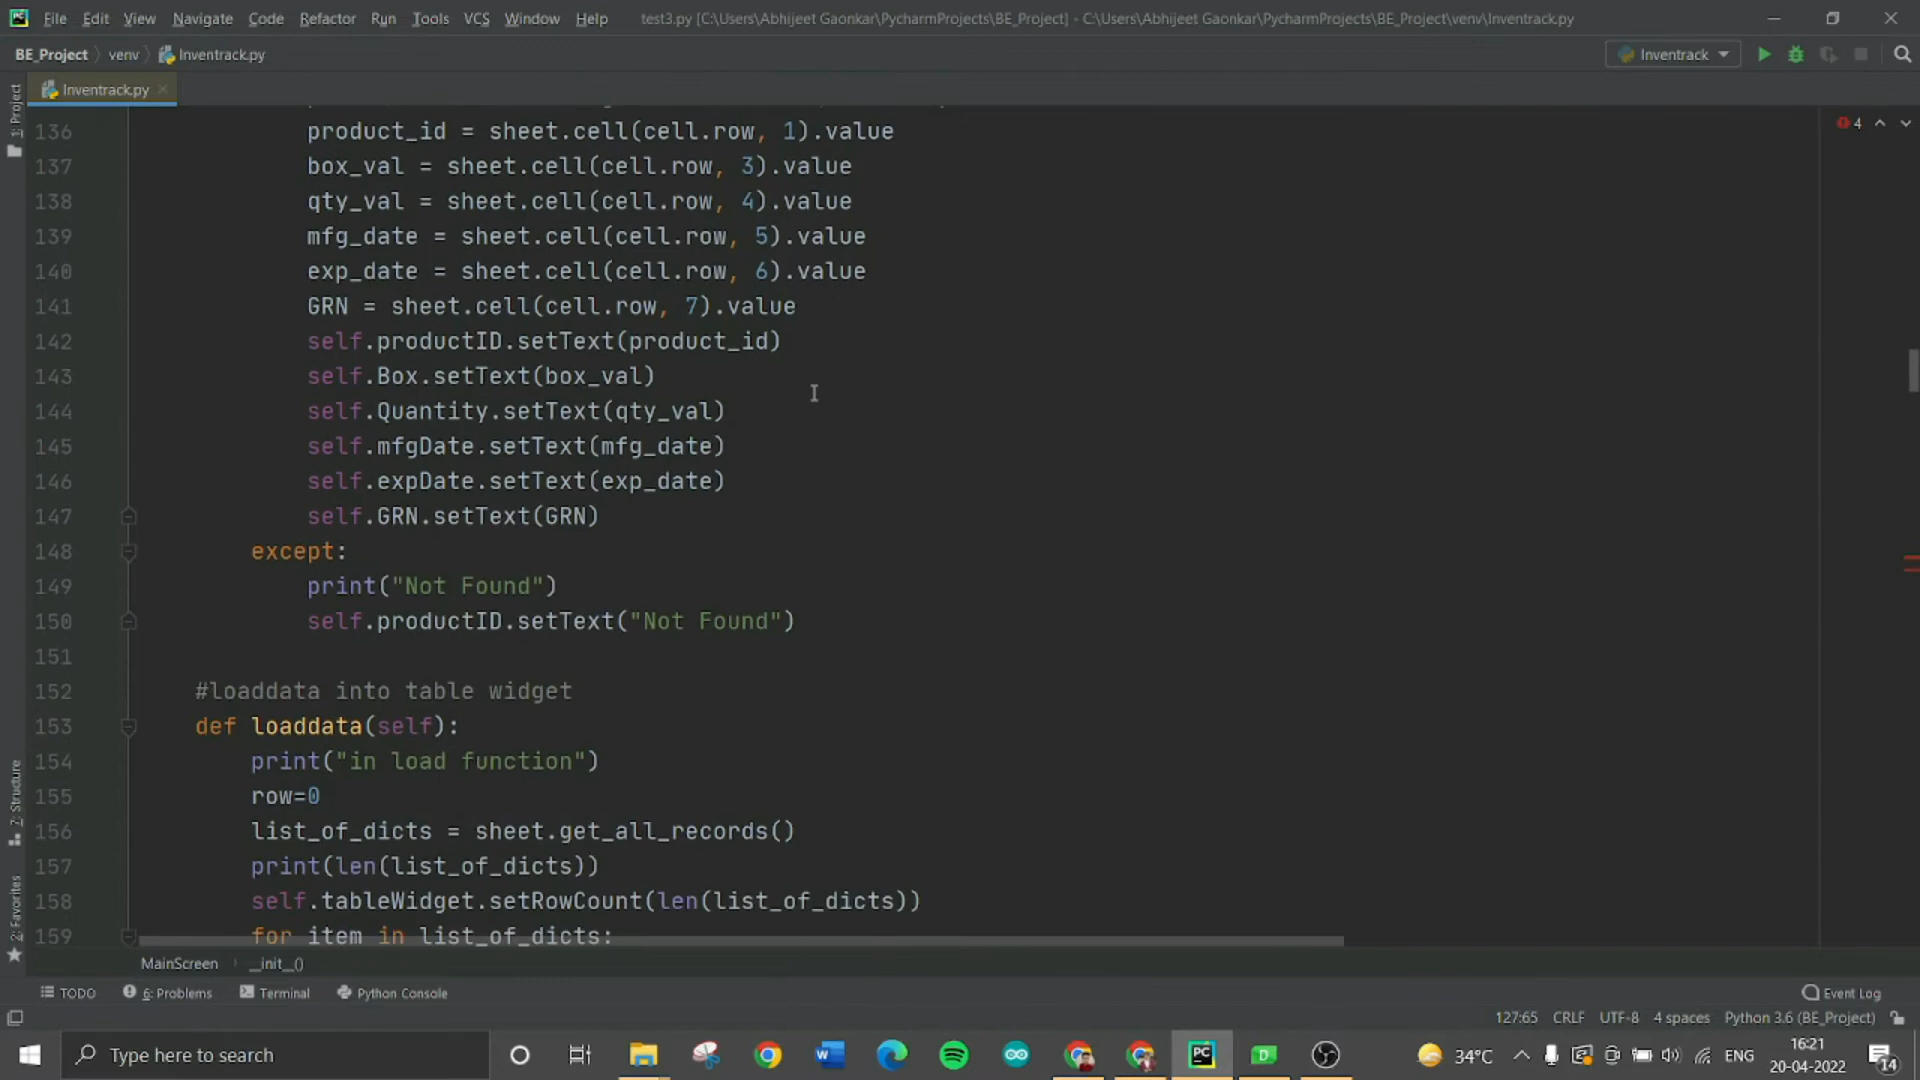 File Edit View Navigate Code Refactor Run Tools VCS Window Help test3.py [C:\Users\Abhijeet Gaonkar\PycharmProjects\BE_Project] - C:\Users\Abhijeet Gaonkar\PycharmProjects\BE_Project\venv\Inventrack.py
BE_Project venv Inventrack.py Inventrack
Inventrack.py
1: Project
4
136 product_id = sheet.cell(cell.row, 1).value
137 box_val = sheet.cell(cell.row, 3).value
138 qty_val = sheet.cell(cell.row, 4).value
139 mfg_date = sheet.cell(cell.row, 5).value
140 exp_date = sheet.cell(cell.row, 6).value
141 GRN = sheet.cell(cell.row, 7).value
142 self.productID.setText(product_id)
143 self.Box.setText(box_val)
144 self.Quantity.setText(qty_val)
145 self.mfgDate.setText(mfg_date)
146 self.expDate.setText(exp_date)
147 self.GRN.setText(GRN)
148 except:
149 print("Not Found")
150 self.productID.setText("Not Found")
151
152 #loaddata into table widget
153 def loaddata(self):
154 print("in load function")
155 row=0
156 list_of_dicts = sheet.get_all_records()
157 print(len(list_of_dicts))
158 self.tableWidget.setRowCount(len(list_of_dicts))
159 for item in list_of_dicts:
7: Structure
2: Favorites
MainScreen __init__()
TODO 6: Problems Terminal Python Console Event Log
127:65 CRLF UTF-8 4 spaces Python 3.6 (BE_Project)
Type here to search 34°C ENG 16:21
20-04-2022 14